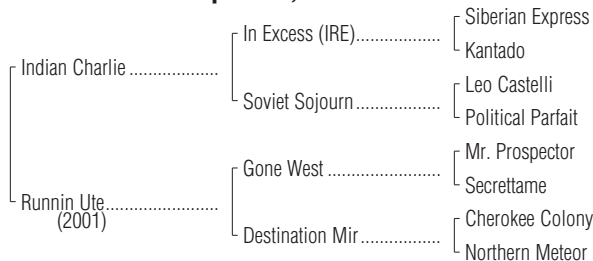 Siberian Express
In Excess (IRE)
Kantado
Indian Charlie
Leo Castelli
Soviet Sojourn
Political Parfait
Mr. Prospector
Gone West
Secrettame
Runnin Ute
(2001)
Cherokee Colony
Destination Mir
Northern Meteor